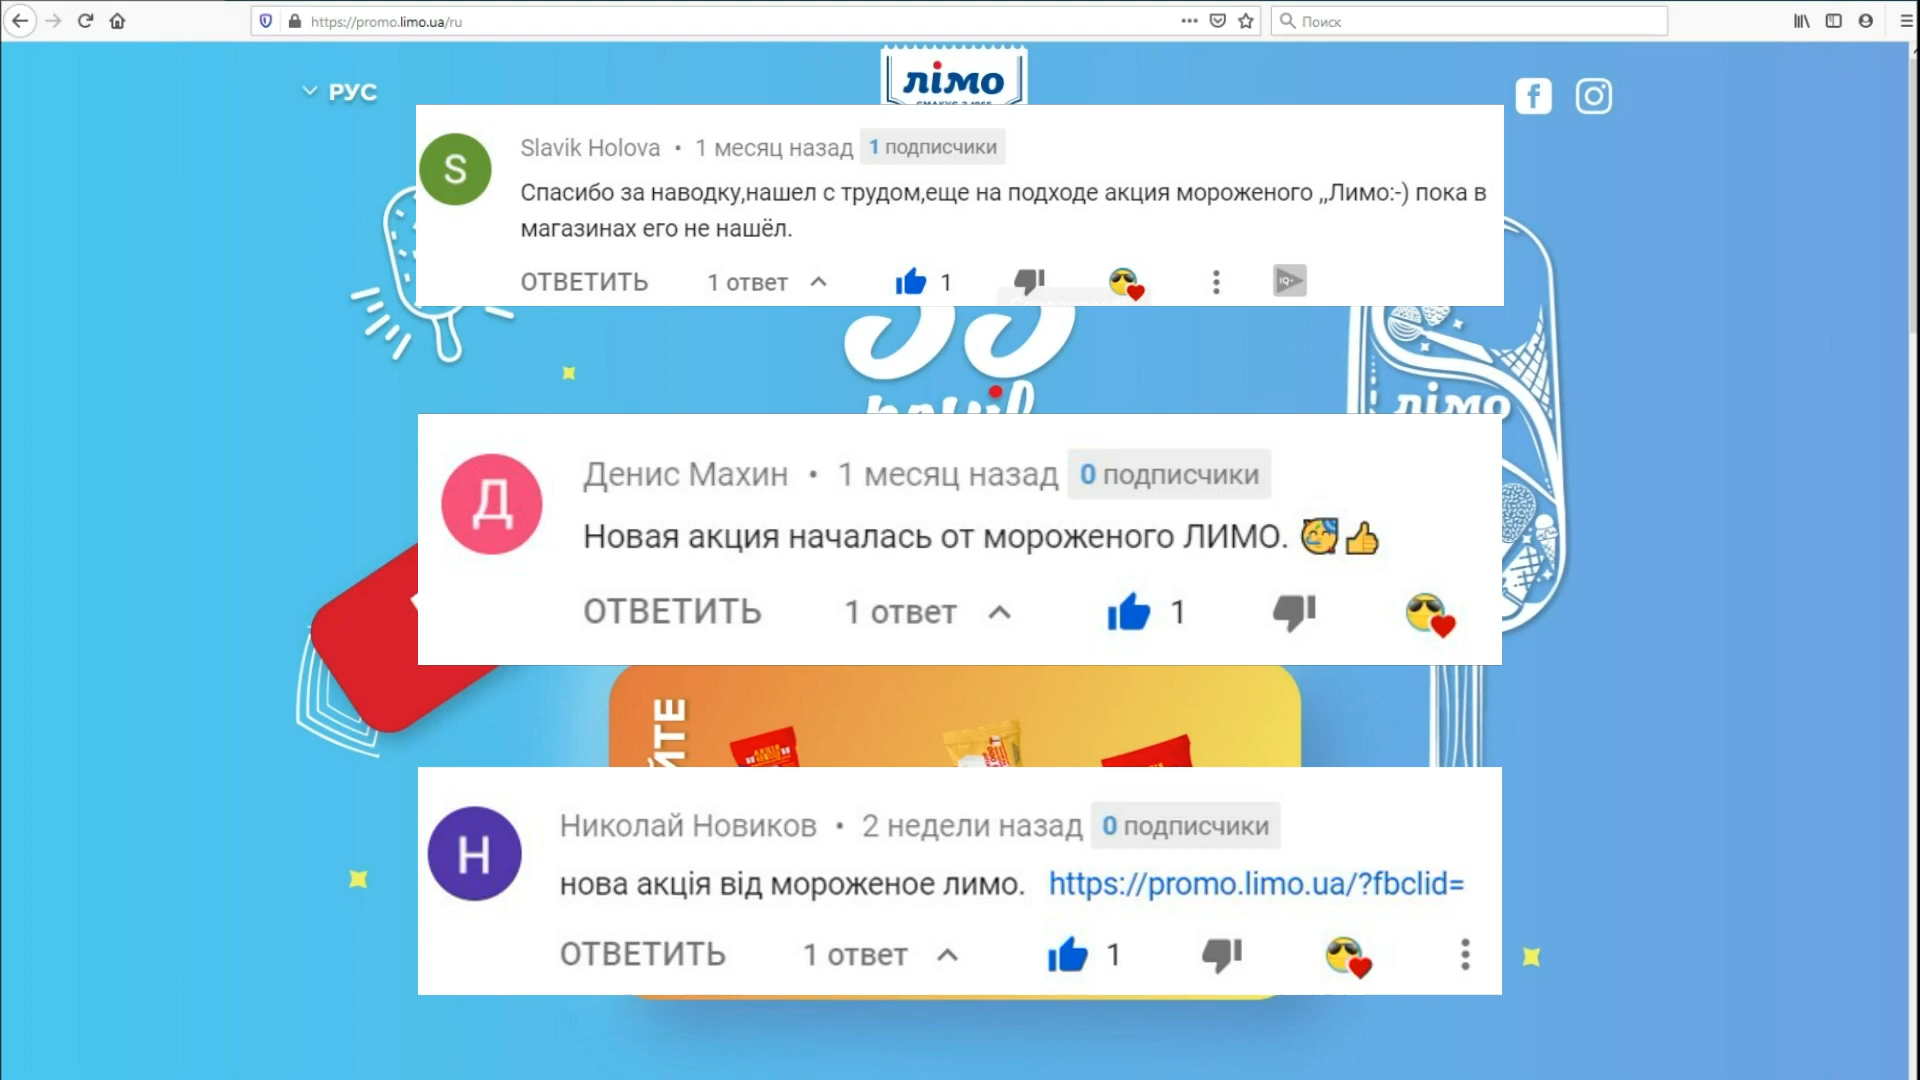 https://promo.limo.ua/ru
Поиск
РУС
лімо
Slavik Holova • 1 месяц назад 1 подписчики
Спасибо за наводку,нашел с трудом,еще на подходе акция мороженого ,,Лимо:-) пока в
магазинах его не нашёл.
ОТВЕТИТЬ 1 ответ 1
IQ+
лімо
Денис Махин • 1 месяц назад 0 подписчики
Новая акция началась от мороженого ЛИМО. 🥳👍
ОТВЕТИТЬ 1 ответ 1
Николай Новиков • 2 недели назад 0 подписчики
нова акція від мороженое лимо. https://promo.limo.ua/?fbclid=
ОТВЕТИТЬ 1 ответ 1